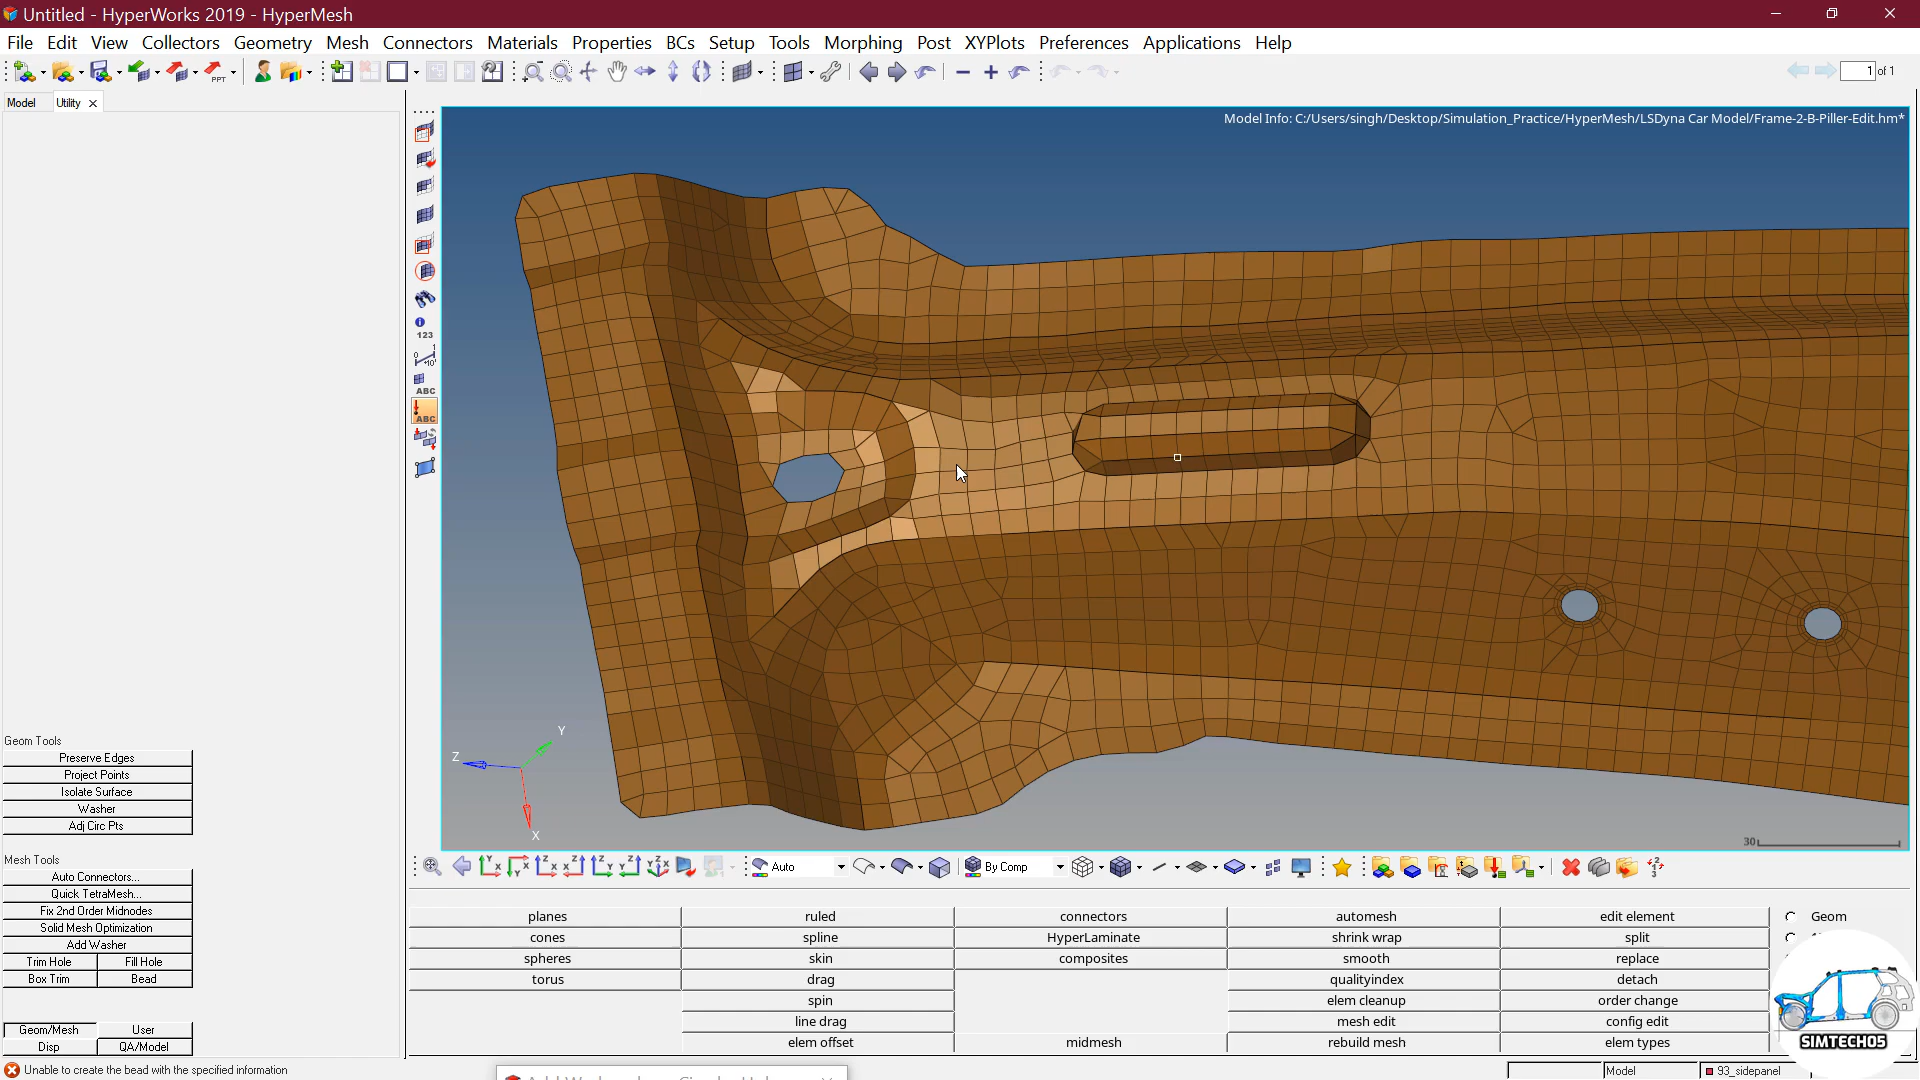 Untitled - HyperWorks 2019 - HyperMesh
File Edit View Collectors Geometry Mesh Connectors Materials Properties BCs Setup Tools Morphing Post XYPlots Preferences Applications Help
PPT
1 of 1
Model Utility
Model Info: C:/Users/singh/Desktop/Simulation_Practice/HyperMesh/LSDyna Car Model/Frame-2-B-Piller-Edit.hm*
123
ABC
ABC
Y
Z
X
30
Geom Tools
Preserve Edges
Project Points
Isolate Surface
Washer
Adj Circ Pts
Mesh Tools
Auto Connectors...
Quick TetraMesh...
Fix 2nd Order Midnodes
Solid Mesh Optimization
Add Washer
Trim Hole Fill Hole
Box Trim Bead
Geom/Mesh User
Disp QA/Model
Auto By Comp
planes ruled connectors automesh edit element Geom
cones spline HyperLaminate shrink wrap split
spheres skin composites smooth replace
torus drag qualityindex detach
spin elem cleanup order change
line drag mesh edit config edit
elem offset midmesh rebuild mesh elem types
SIMTECH05
Unable to create the bead with the specified information
Model 93_sidepanel